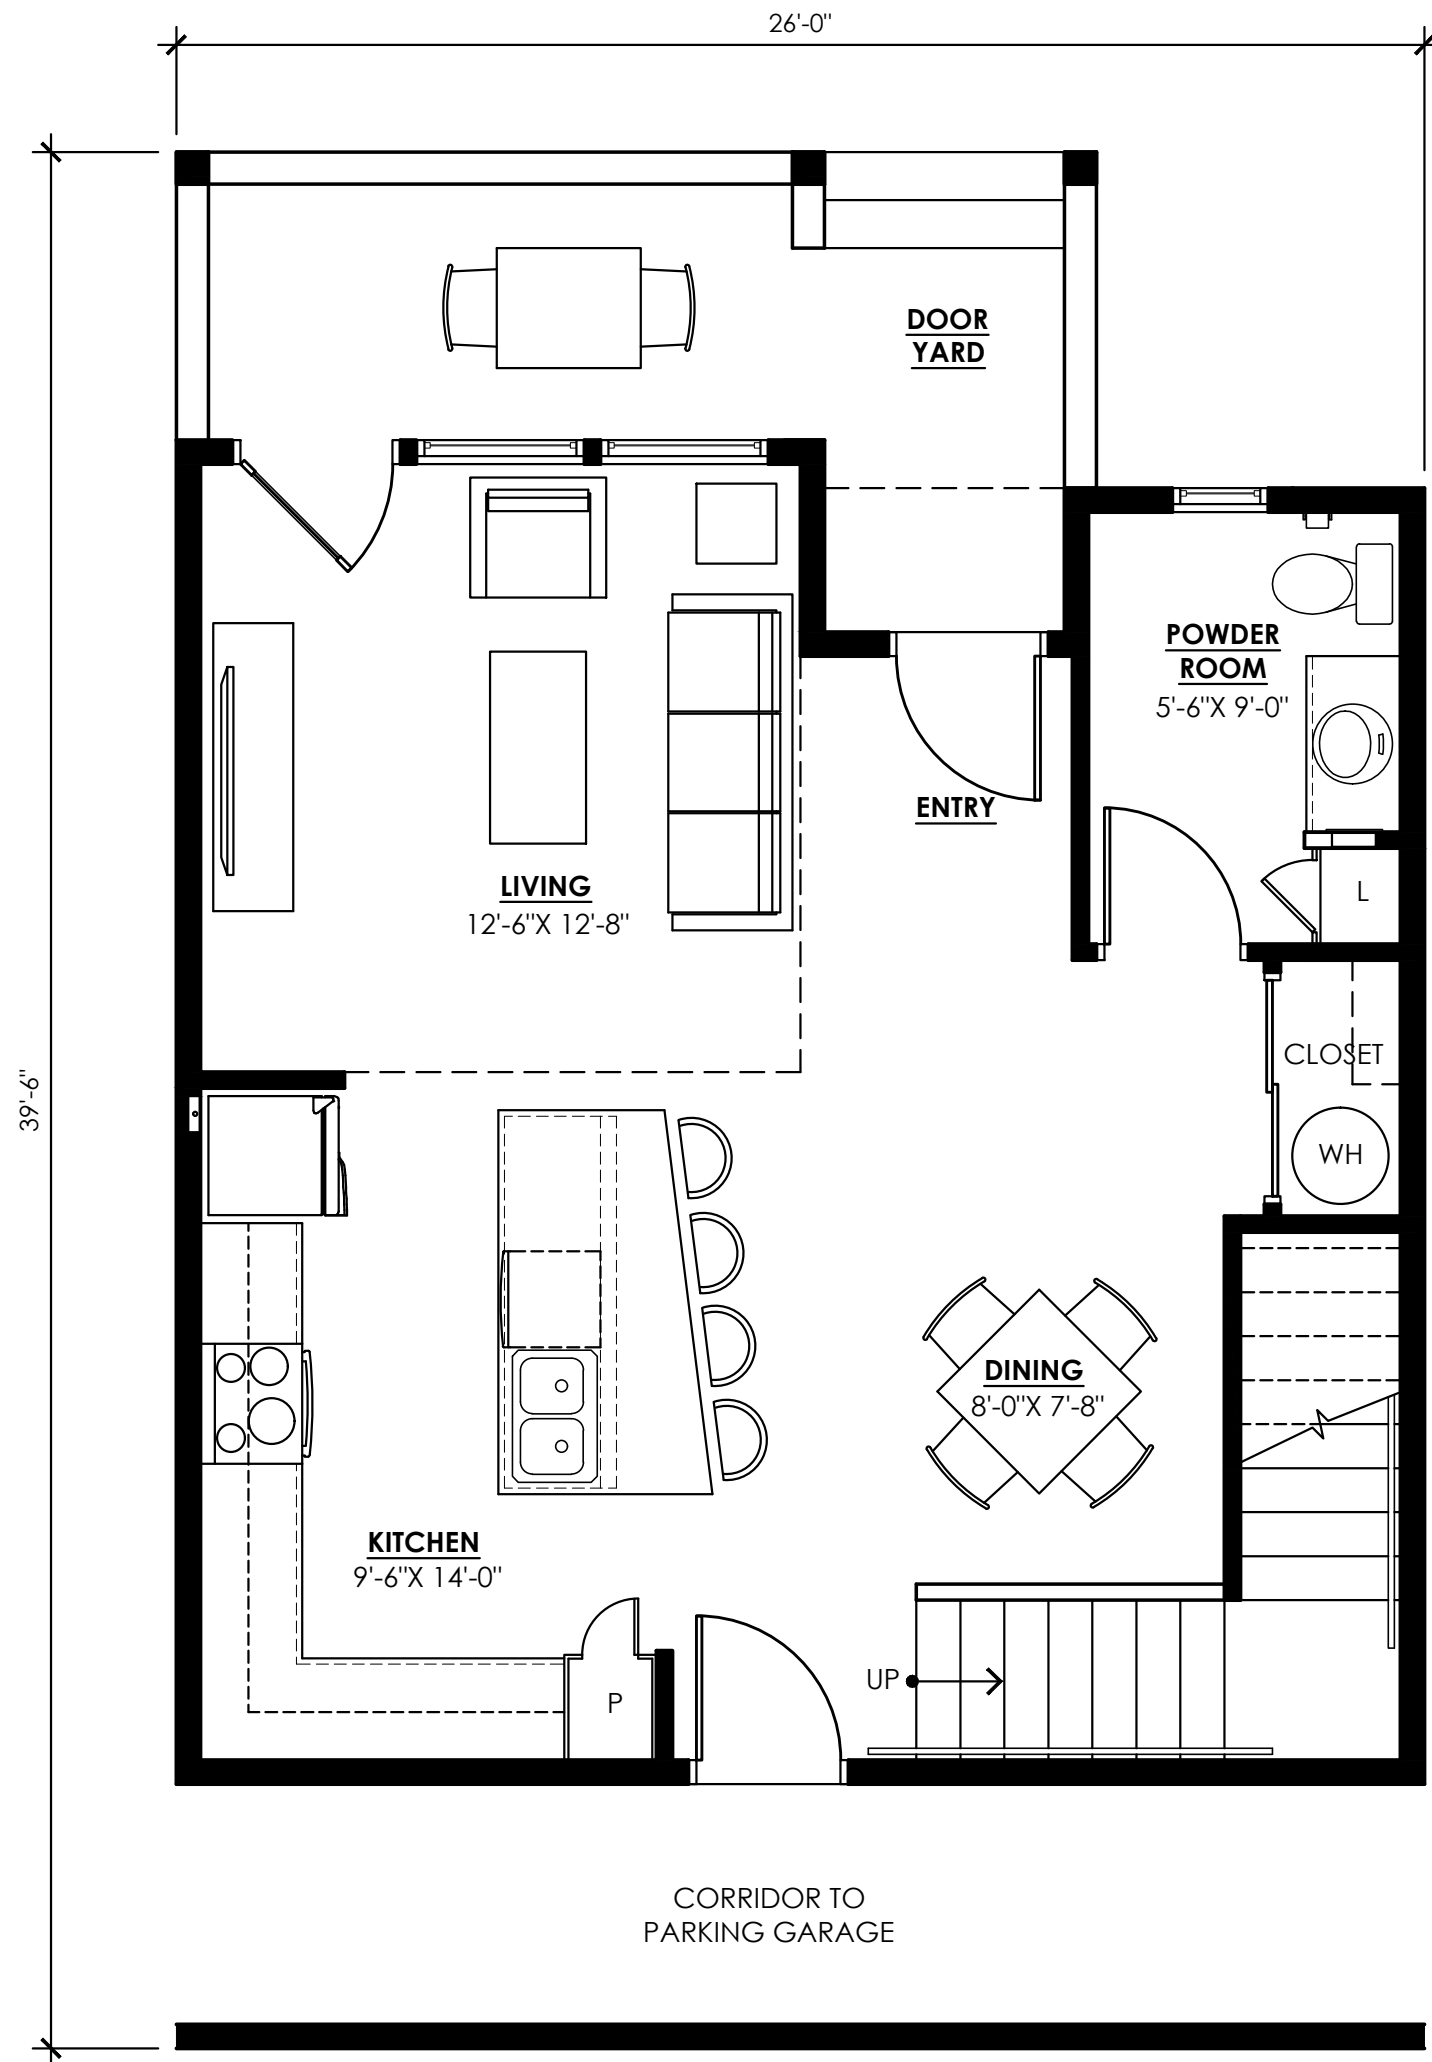 26'-0"
39'-6"
DOOR
YARD
POWDER
ROOM
5'-6"X 9'-0"
ENTRY
LIVING
12'-6"X 12'-8"
L
CLOSET
WH
DINING
8'-0"X 7'-8"
KITCHEN
9'-6"X 14'-0"
UP
P
CORRIDOR TO
PARKING GARAGE